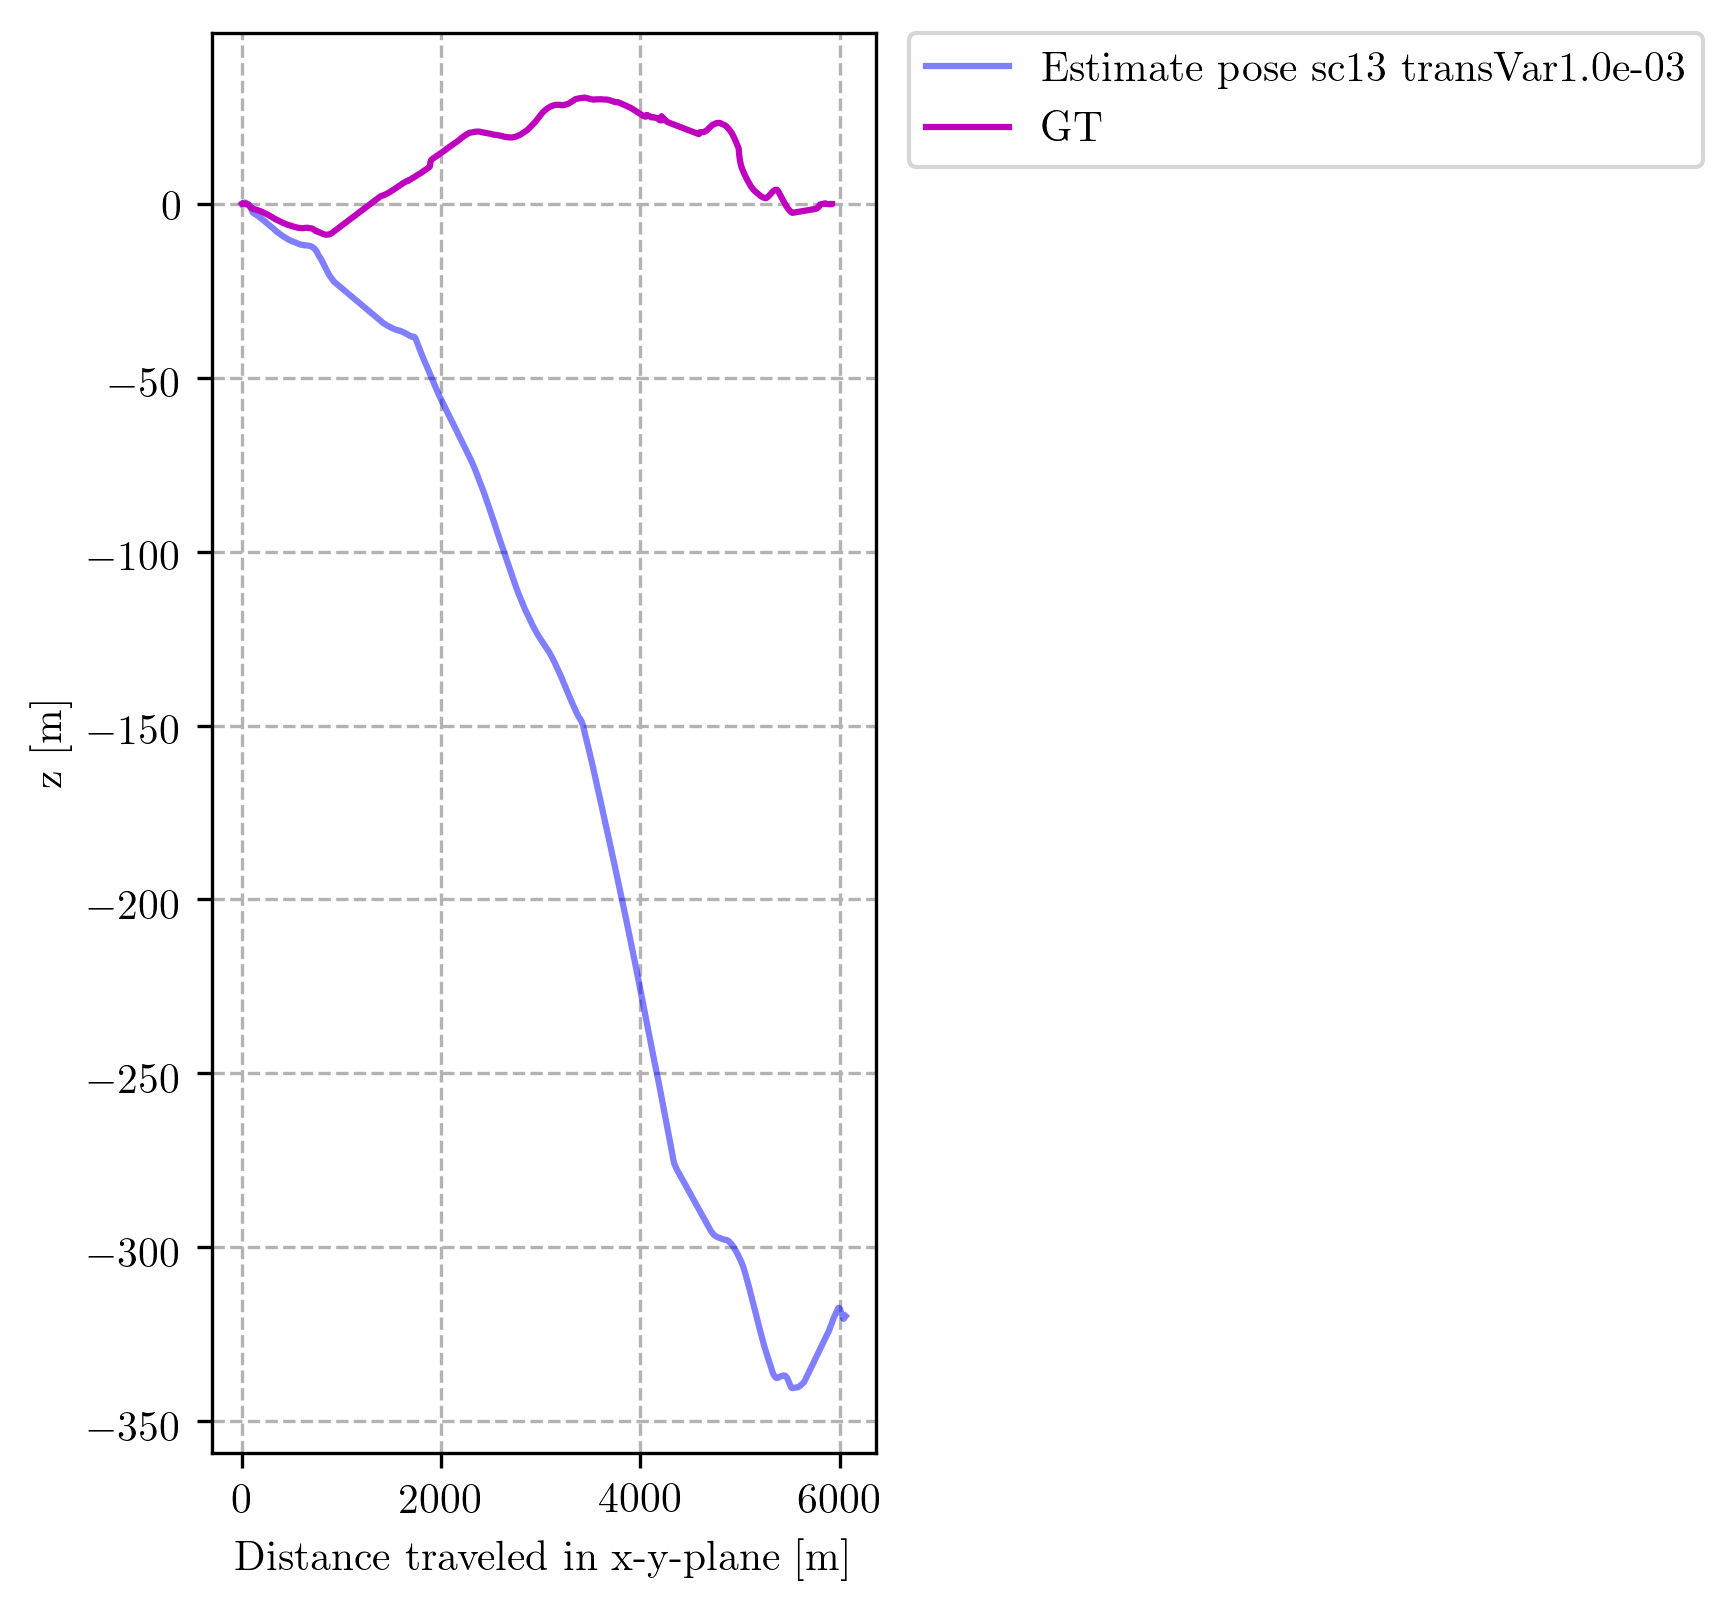 Estimate pose sc13 transVar1.0e-03
GT
0
−50
−100
−150
−200
−250
−300
−350
z [m]
0 2000 4000 6000
Distance traveled in x-y-plane [m]